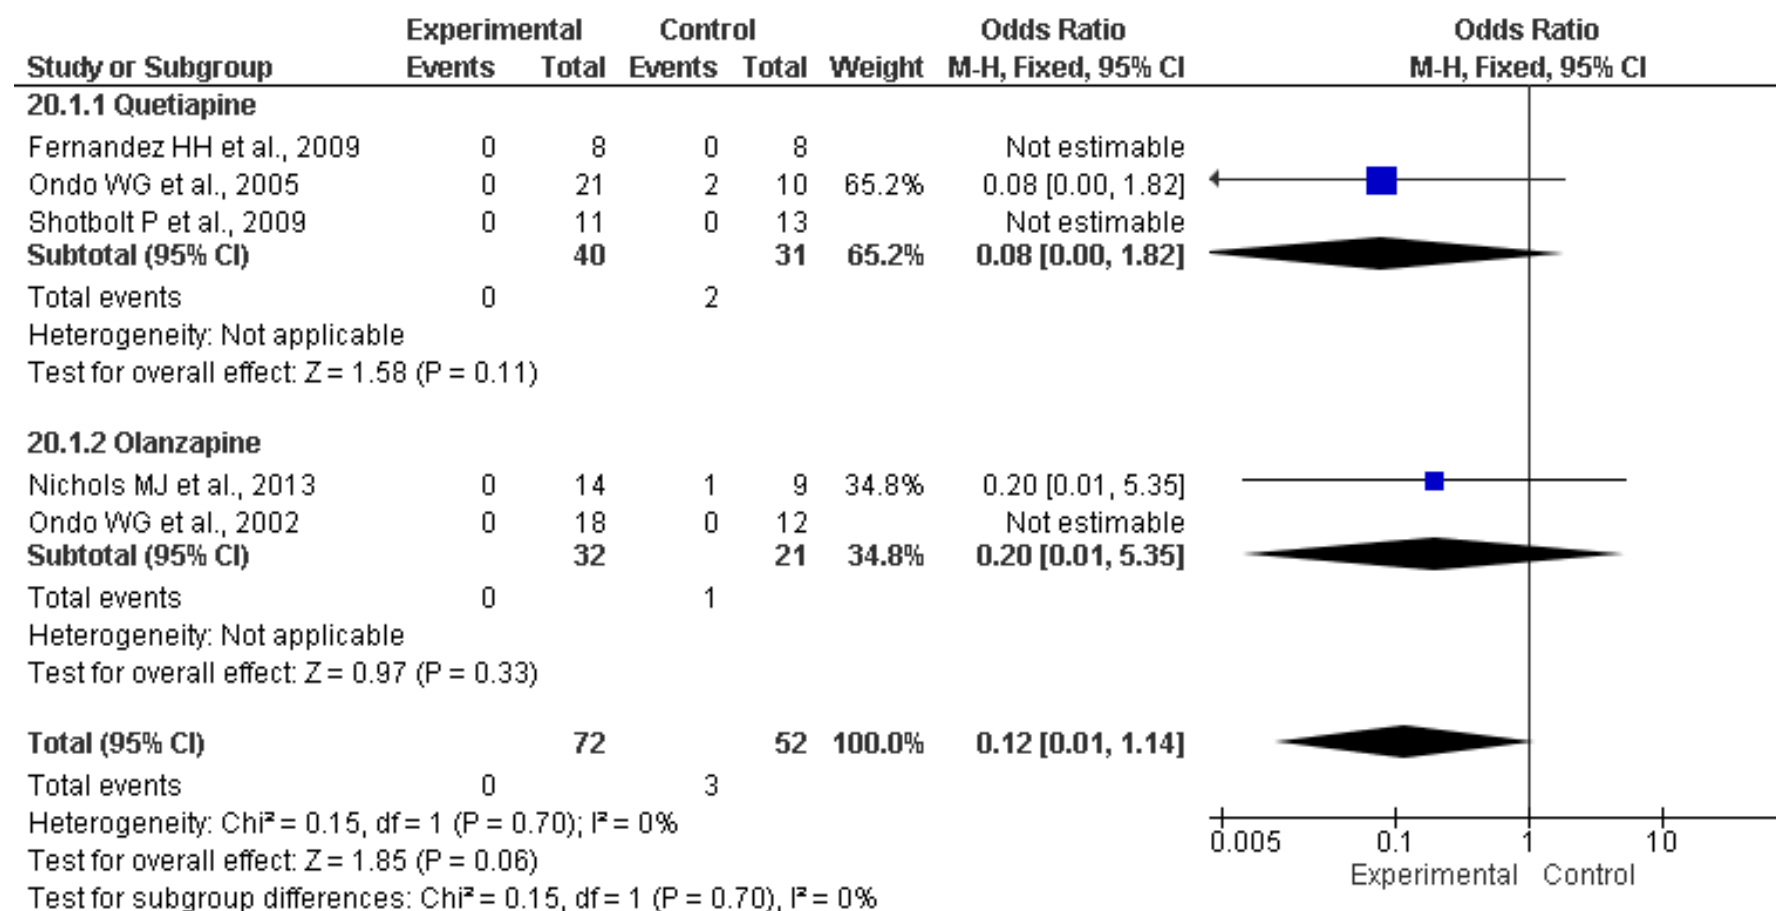 Experimental Control Odds Ratio Odds Ratio
Study or Subgroup Events Total Events Total Weight M-H, Fixed, 95% CI M-H, Fixed, 95% CI
20.1.1 Quetiapine
Fernandez HH et al., 2009 0 8 0 8 Not estimable
Ondo WG et al., 2005 0 21 2 10 65.2% 0.08 [0.00, 1.82]
Shotbolt P et al., 2009 0 11 0 13 Not estimable
Subtotal (95% CI) 40 31 65.2% 0.08 [0.00, 1.82]
Total events 0 2
Heterogeneity: Not applicable
Test for overall effect: Z = 1.58 (P = 0.11)
20.1.2 Olanzapine
Nichols MJ et al., 2013 0 14 1 9 34.8% 0.20 [0.01, 5.35]
Ondo WG et al., 2002 0 18 0 12 Not estimable
Subtotal (95% CI) 32 21 34.8% 0.20 [0.01, 5.35]
Total events 0 1
Heterogeneity: Not applicable
Test for overall effect: Z = 0.97 (P = 0.33)
Total (95% CI) 72 52 100.0% 0.12 [0.01, 1.14]
Total events 0 3
Heterogeneity: Chi² = 0.15, df = 1 (P = 0.70); I² = 0%
Test for overall effect: Z = 1.85 (P = 0.06)
Test for subgroup differences: Chi² = 0.15, df = 1 (P = 0.70), I² = 0%
0.005 0.1 1 10
Experimental Control